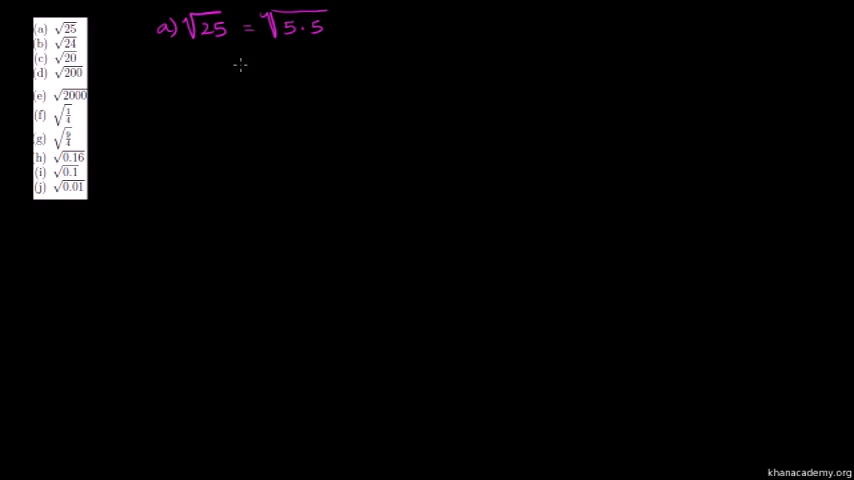 (a) √25
(b) √24
(c) √20
(d) √200
(e) √2000
(f) √(1/4)
(g) √(9/4)
(h) √0.16
(i) √0.1
(j) √0.01
a) √25 = √5·5
khanacademy.org